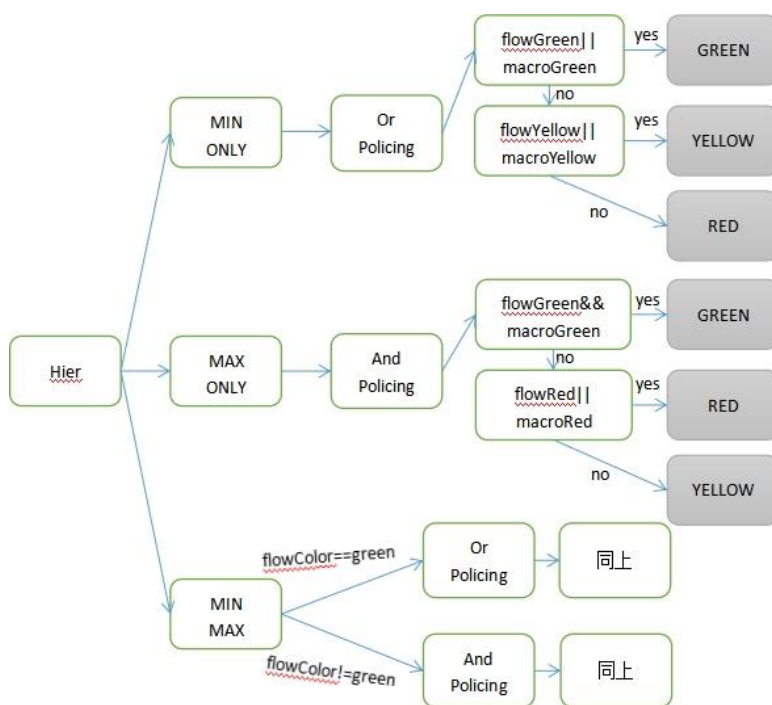 flowGreen||
macroGreen
yes
GREEN
no
MIN
ONLY
Or
Policing
flowYellow||
macroYellow
yes
YELLOW
no
RED
Hier
MAX
ONLY
And
Policing
flowGreen&&
macroGreen
yes
GREEN
no
flowRed||
macroRed
yes
RED
no
YELLOW
MIN
MAX
flowColor==green
Or
Policing
同上
flowColor!=green
And
Policing
同上